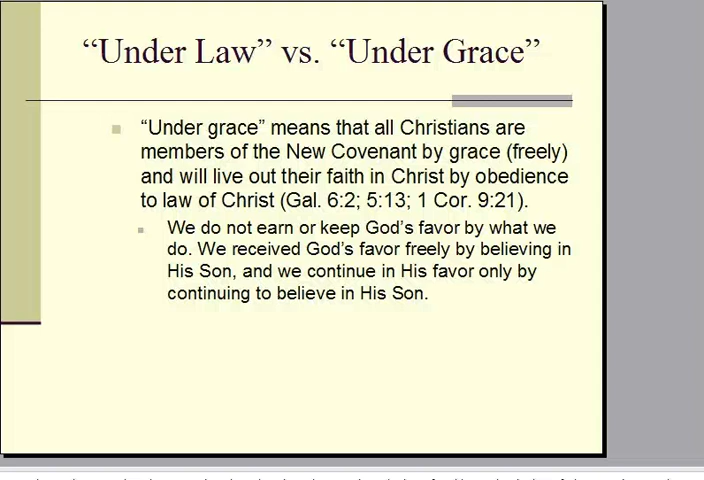 “Under Law” vs. “Under Grace”
“Under grace” means that all Christians are
members of the New Covenant by grace (freely)
and will live out their faith in Christ by obedience
to law of Christ (Gal. 6:2; 5:13; 1 Cor. 9:21).
We do not earn or keep God’s favor by what we
do. We received God’s favor freely by believing in
His Son, and we continue in His favor only by
continuing to believe in His Son.